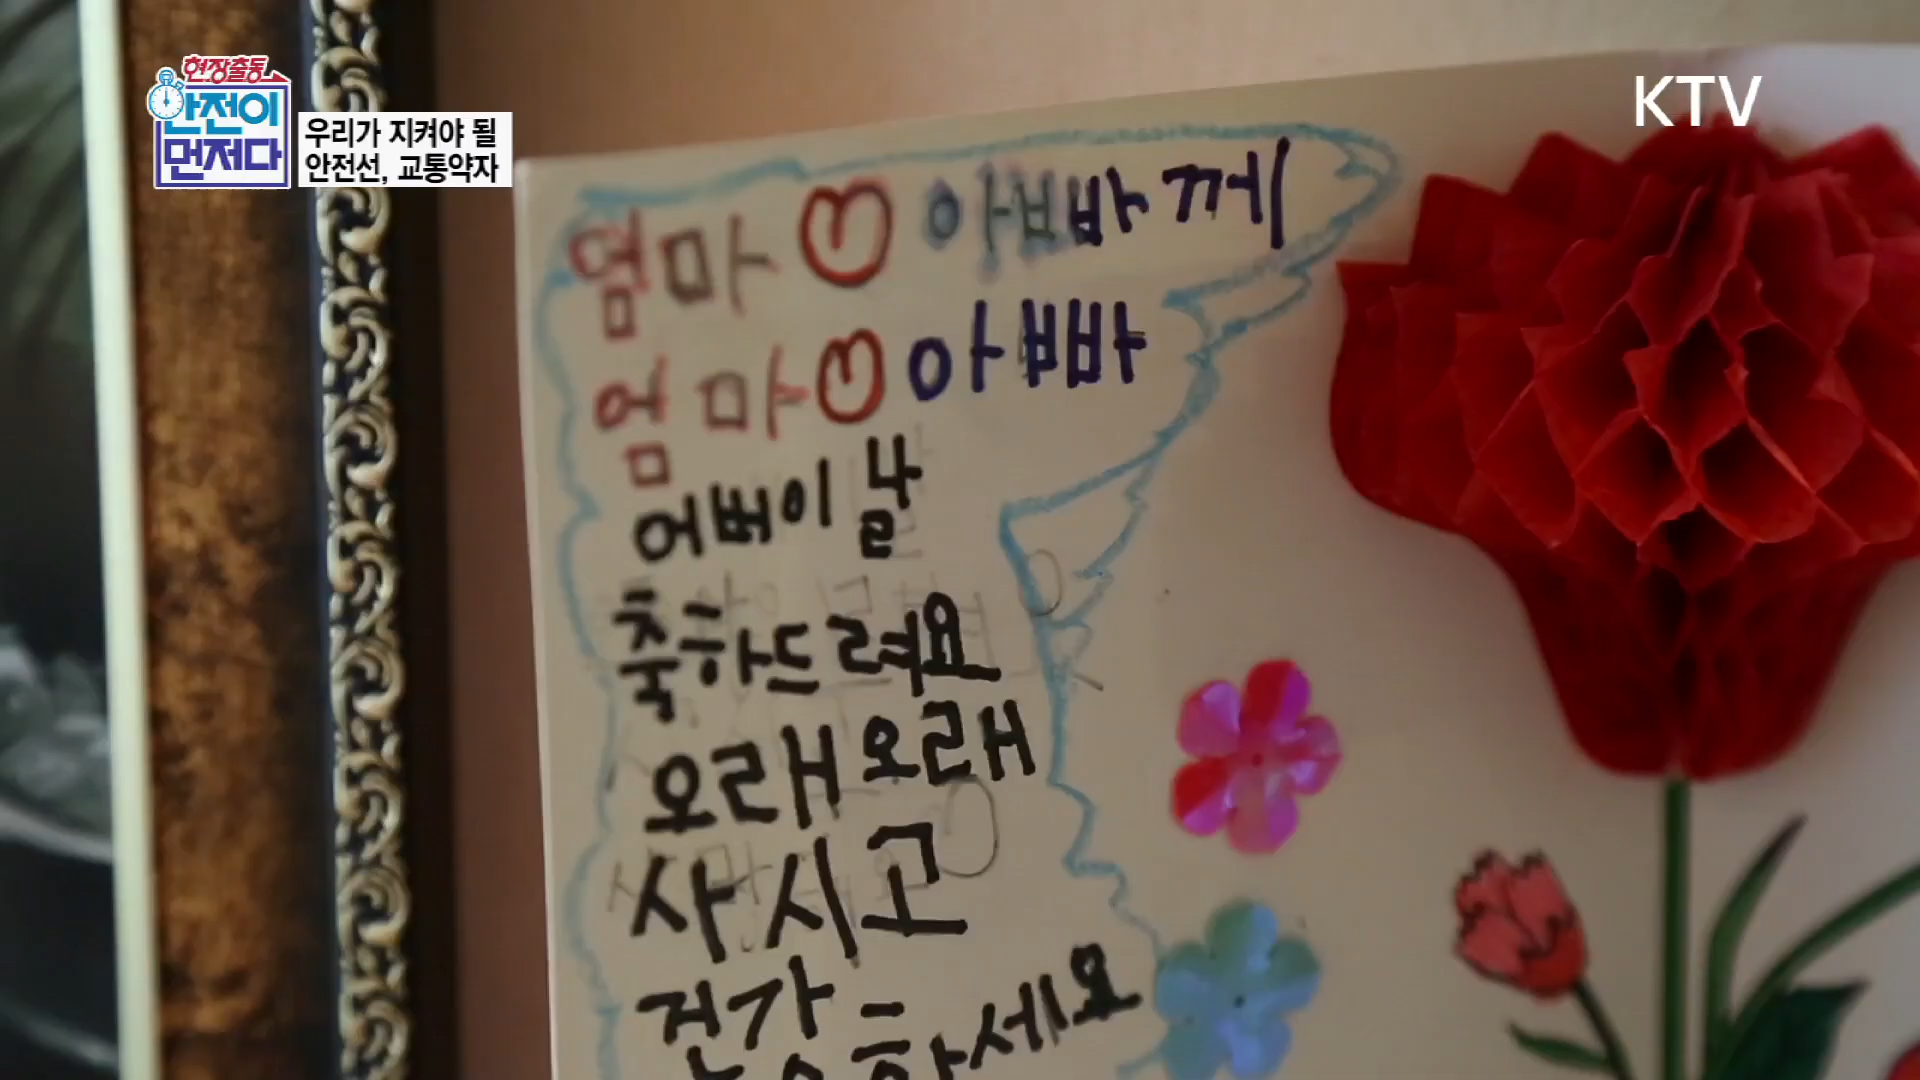 현장출동
안전이
먼저다
우리가 지켜야 될
안전선, 교통약자
KTV
엄마♡아빠께
엄마♡아빠
어버이날
축하드려요
오래오래
사시고
건강하세요